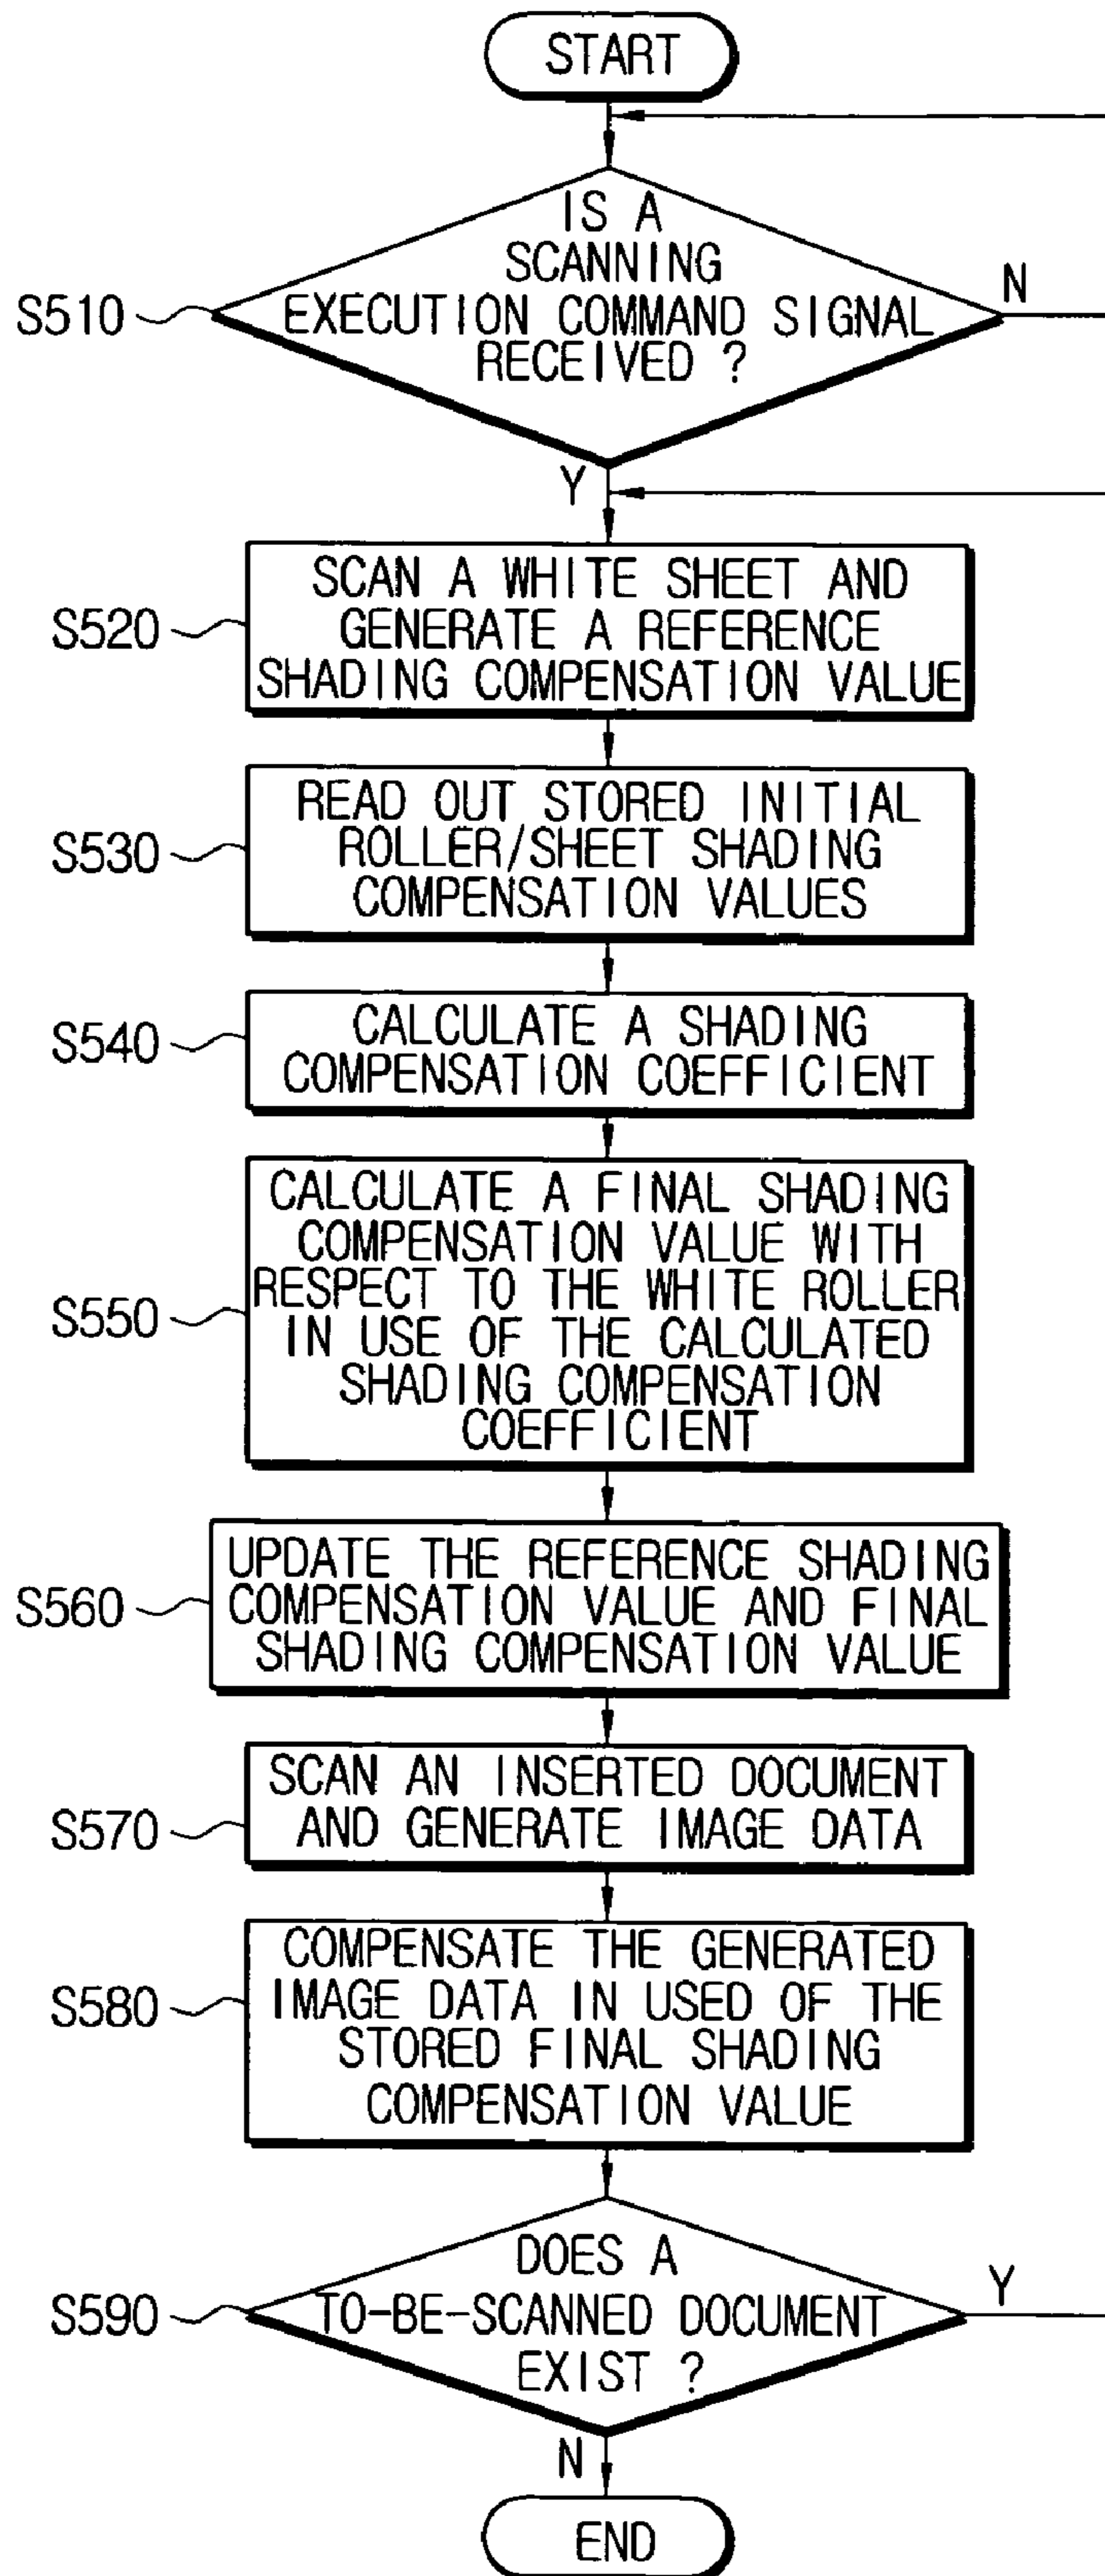 START
IS A
SCANNING
EXECUTION COMMAND SIGNAL
RECEIVED ?
N
S510
Y
SCAN A WHITE SHEET AND
GENERATE A REFERENCE
SHADING COMPENSATION VALUE
S520
READ OUT STORED INITIAL
ROLLER/SHEET SHADING
COMPENSATION VALUES
S530
CALCULATE A SHADING
COMPENSATION COEFFICIENT
S540
CALCULATE A FINAL SHADING
COMPENSATION VALUE WITH
RESPECT TO THE WHITE ROLLER
IN USE OF THE CALCULATED
SHADING COMPENSATION
COEFFICIENT
S550
UPDATE THE REFERENCE SHADING
COMPENSATION VALUE AND FINAL
SHADING COMPENSATION VALUE
S560
SCAN AN INSERTED DOCUMENT
AND GENERATE IMAGE DATA
S570
COMPENSATE THE GENERATED
IMAGE DATA IN USED OF THE
STORED FINAL SHADING
COMPENSATION VALUE
S580
DOES A
TO-BE-SCANNED DOCUMENT
EXIST ?
Y
S590
N
END